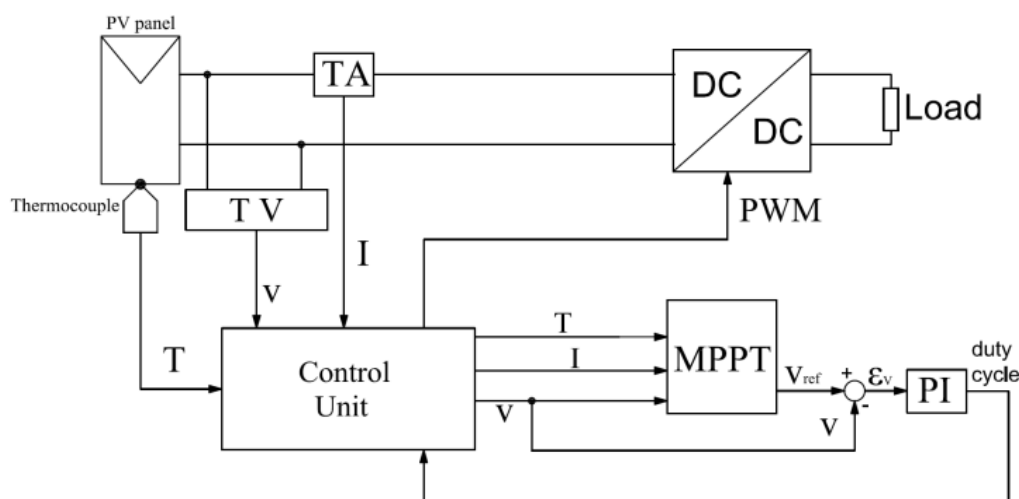 PV panel
TA
DC
DC
Load
Thermocouple
T V
PWM
I
v
T
Control
Unit
T
I
v
MPPT
Vref
+
-
v
εv
PI
duty
cycle